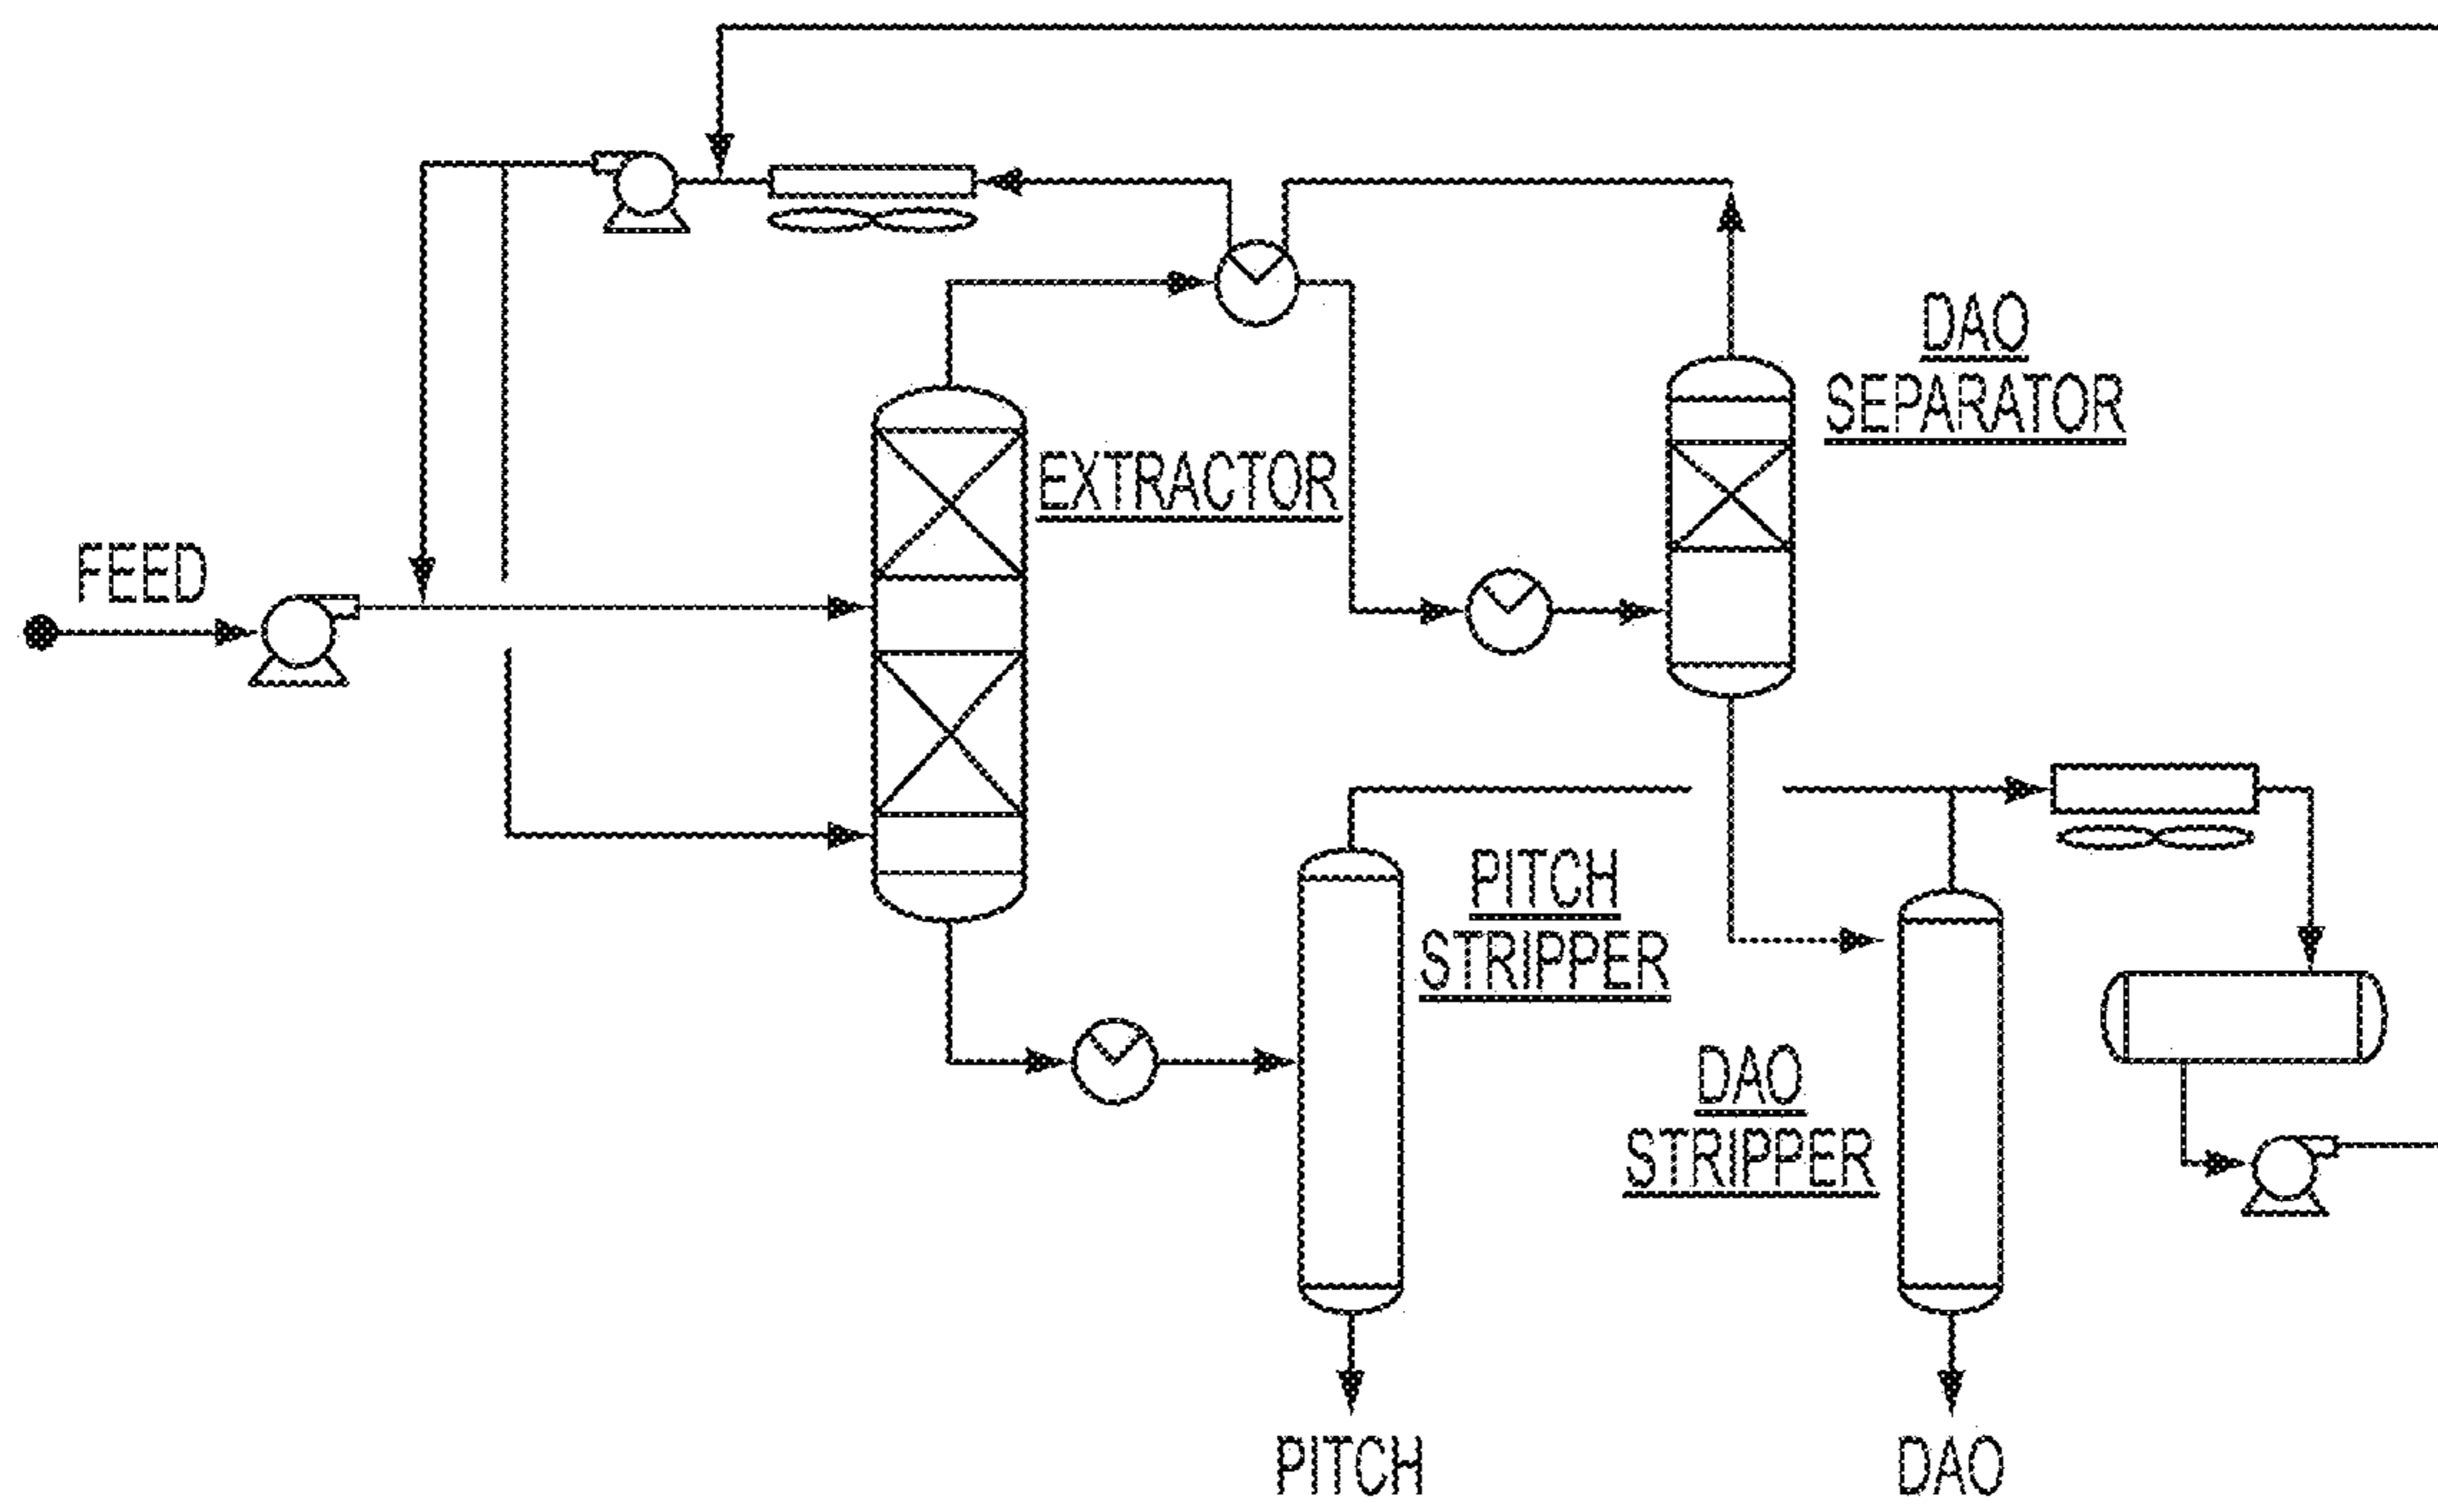 DAO
SEPARATOR
EXTRACTOR
FEED
PITCH
STRIPPER
DAO
STRIPPER
PITCH
DAO